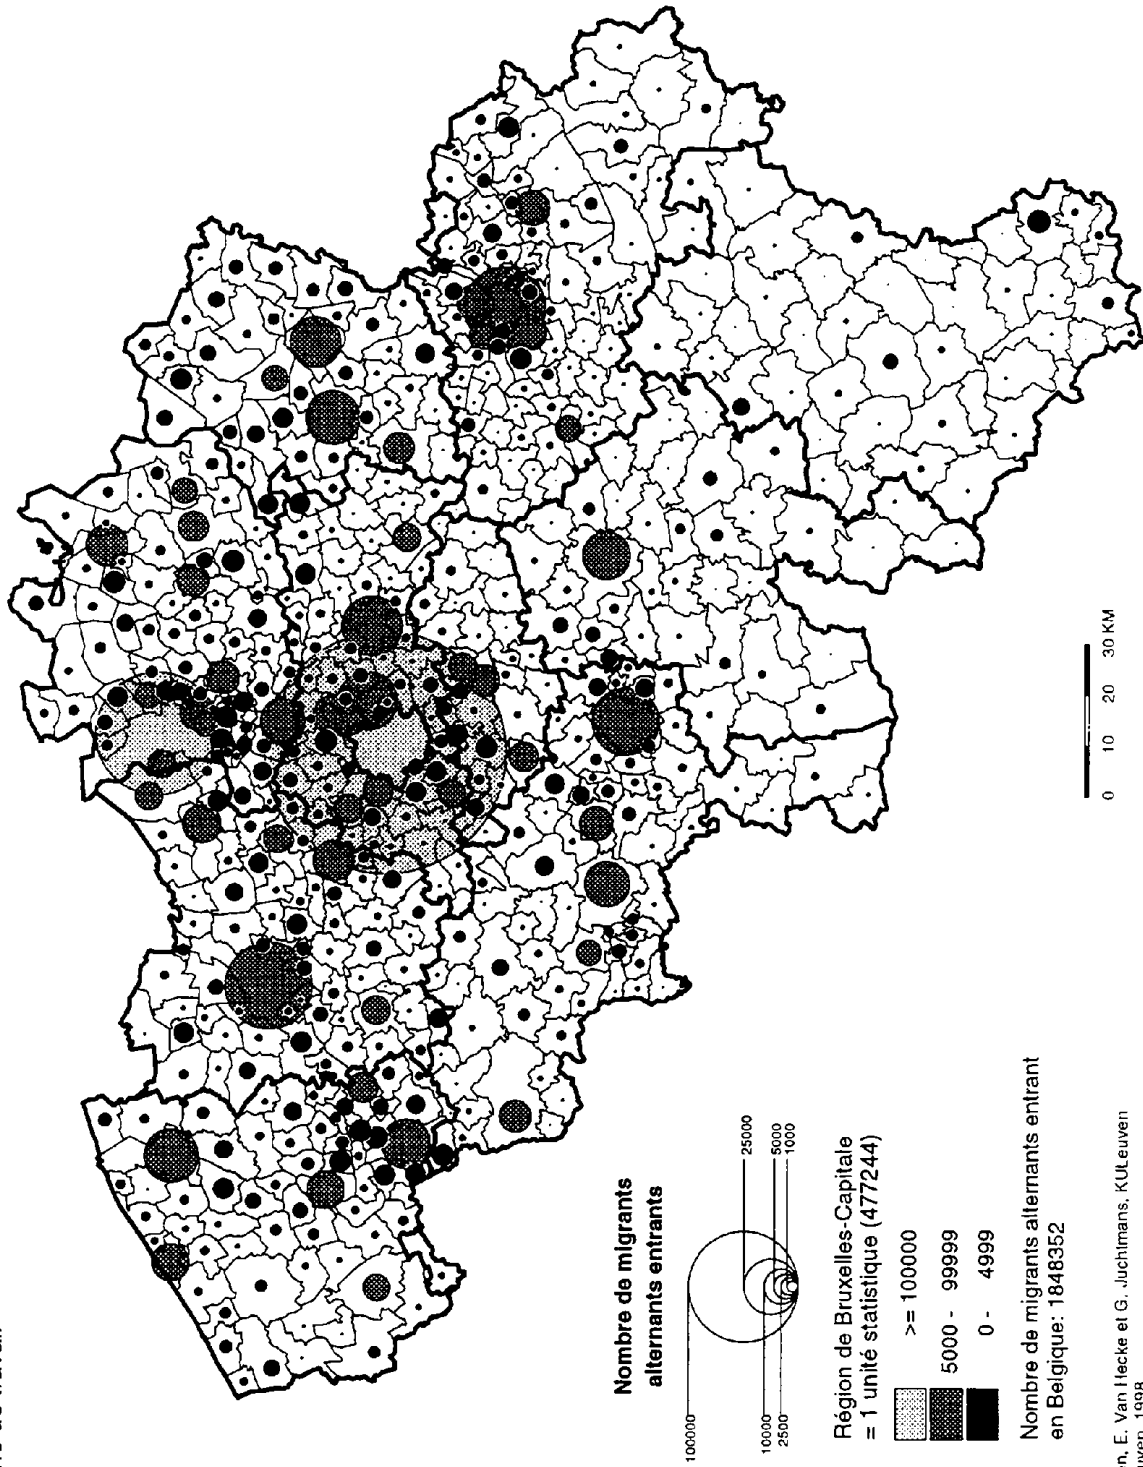 Nombre de migrants
alternants entrants
100000
10000
2500
25000
5000
1000
Région de Bruxelles-Capitale
= 1 unité statistique (477244)
>= 100000
5000 - 99999
0 - 4999
Nombre de migrants alternants entrant
en Belgique: 1848352
0 10 20 30 KM
E. Van Hecke et G. Juchtmans, KULeuven
1998